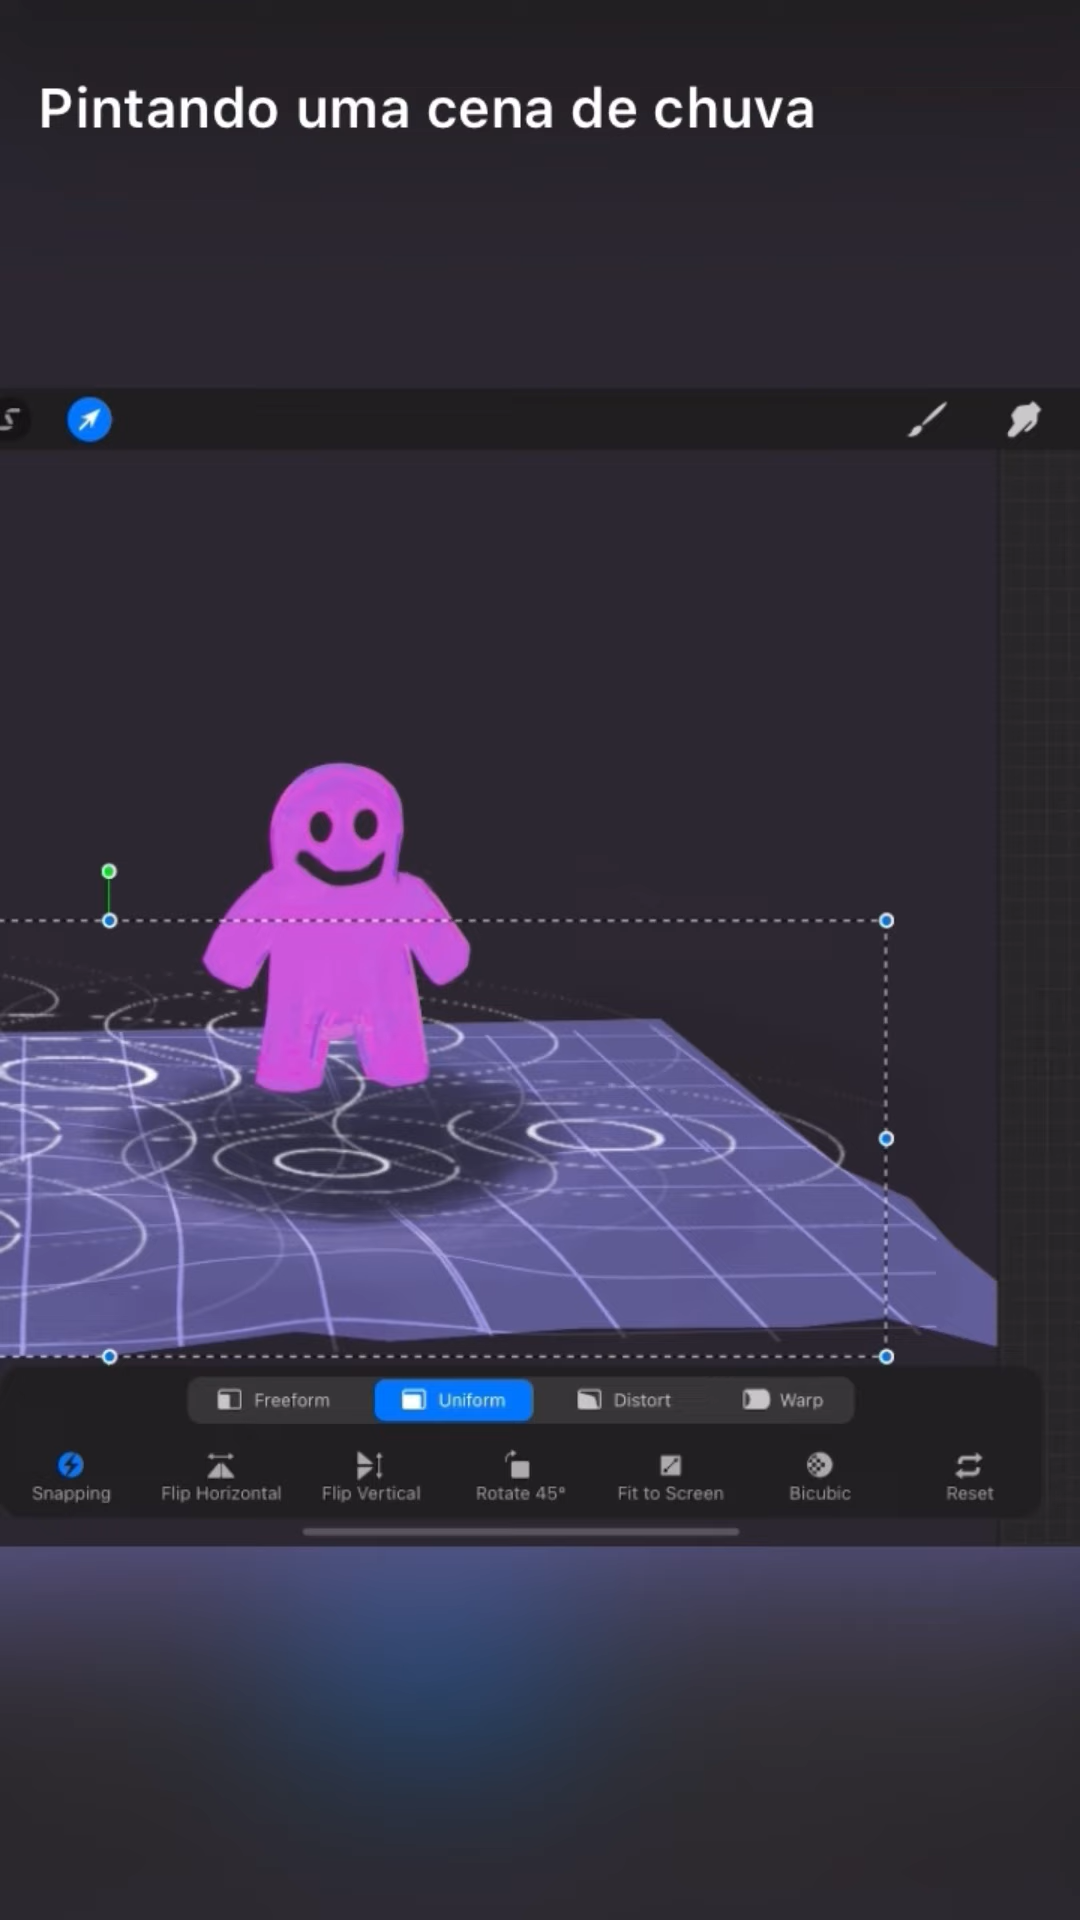 Pintando uma cena de chuva
Freeform Uniform Distort Warp
Snapping Flip Horizontal Flip Vertical Rotate 45° Fit to Screen Bicubic Reset